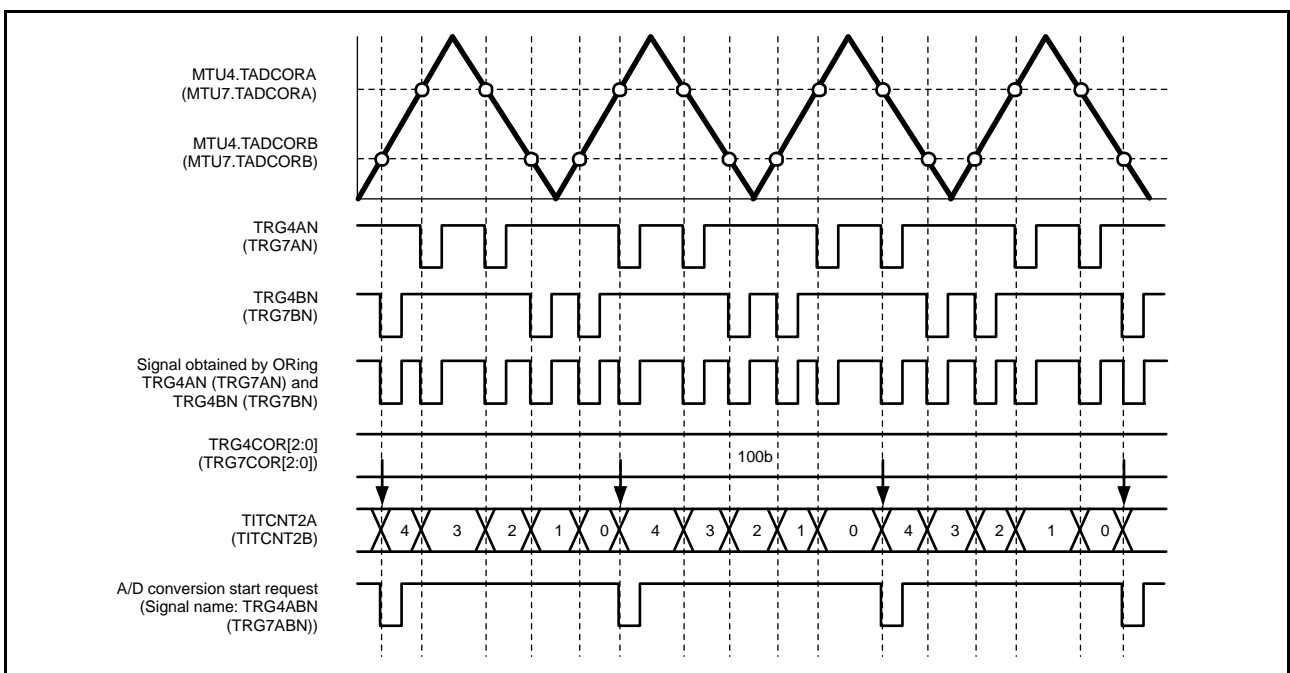 MTU4.TADCORA
(MTU7.TADCORA)
MTU4.TADCORB
(MTU7.TADCORB)
TRG4AN
(TRG7AN)
TRG4BN
(TRG7BN)
Signal obtained by ORing
TRG4AN (TRG7AN) and
TRG4BN (TRG7BN)
TRG4COR[2:0]
(TRG7COR[2:0])
100b
TITCNT2A
(TITCNT2B)
4 3 2 1 0 4 3 2 1 0 4 3 2 1 0
A/D conversion start request
(Signal name: TRG4ABN
(TRG7ABN))